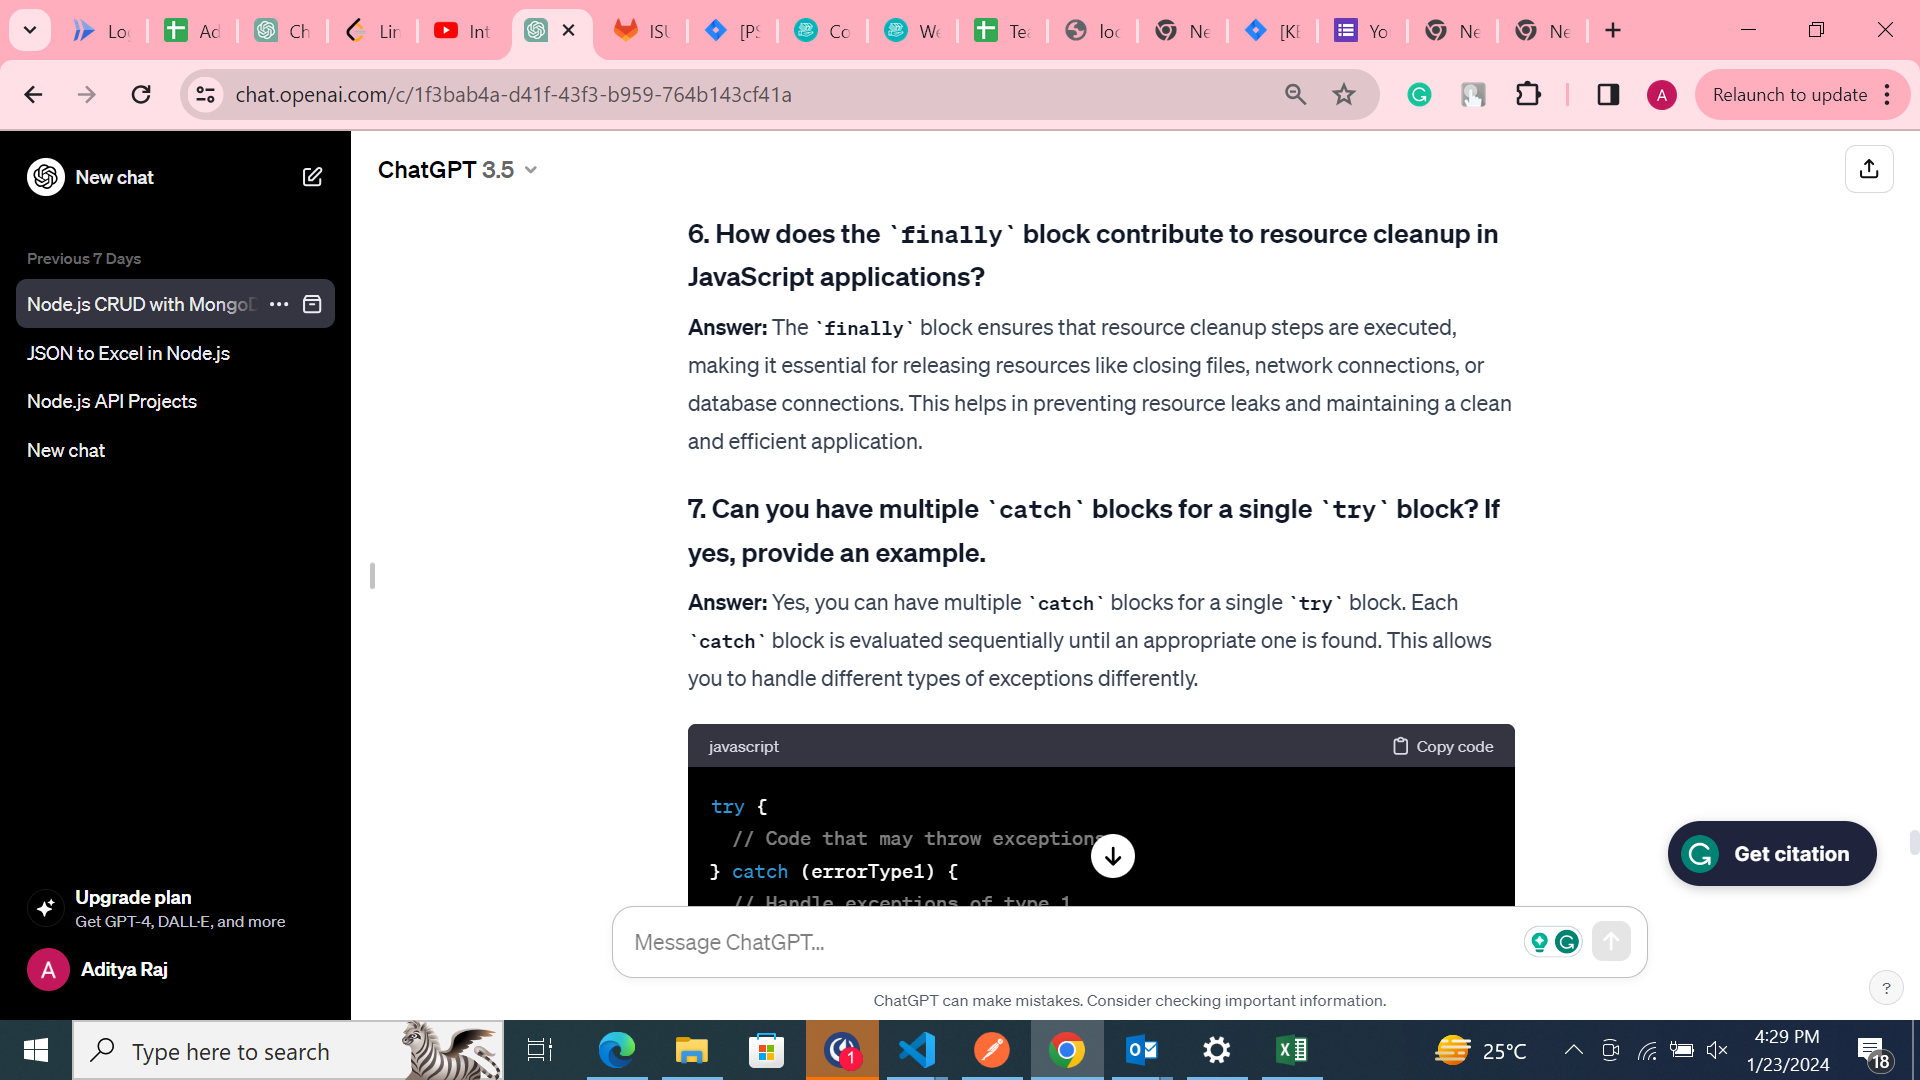 Lo
Ad
Ch
Lin
Int
ISU
[PS
Co
We
Tea
loc
Ne
[KE
Yo
Ne
Ne
chat.openai.com/c/1f3bab4a-d41f-43f3-b959-764b143cf41a
A
Relaunch to update
New chat
Previous 7 Days
Node.js CRUD with MongoD
JSON to Excel in Node.js
Node.js API Projects
New chat
Upgrade plan
Get GPT-4, DALL·E, and more
A
Aditya Raj
ChatGPT 3.5
6. How does the `finally` block contribute to resource cleanup in
JavaScript applications?
Answer: The `finally` block ensures that resource cleanup steps are executed,
making it essential for releasing resources like closing files, network connections, or
database connections. This helps in preventing resource leaks and maintaining a clean
and efficient application.
7. Can you have multiple `catch` blocks for a single `try` block? If
yes, provide an example.
Answer: Yes, you can have multiple `catch` blocks for a single `try` block. Each
`catch` block is evaluated sequentially until an appropriate one is found. This allows
you to handle different types of exceptions differently.
javascript
Copy code
try {
// Code that may throw exceptions
} catch (errorType1) {
// Handle exceptions of type 1
Get citation
Message ChatGPT...
ChatGPT can make mistakes. Consider checking important information.
?
Type here to search
1
25°C
4:29 PM
1/23/2024
18